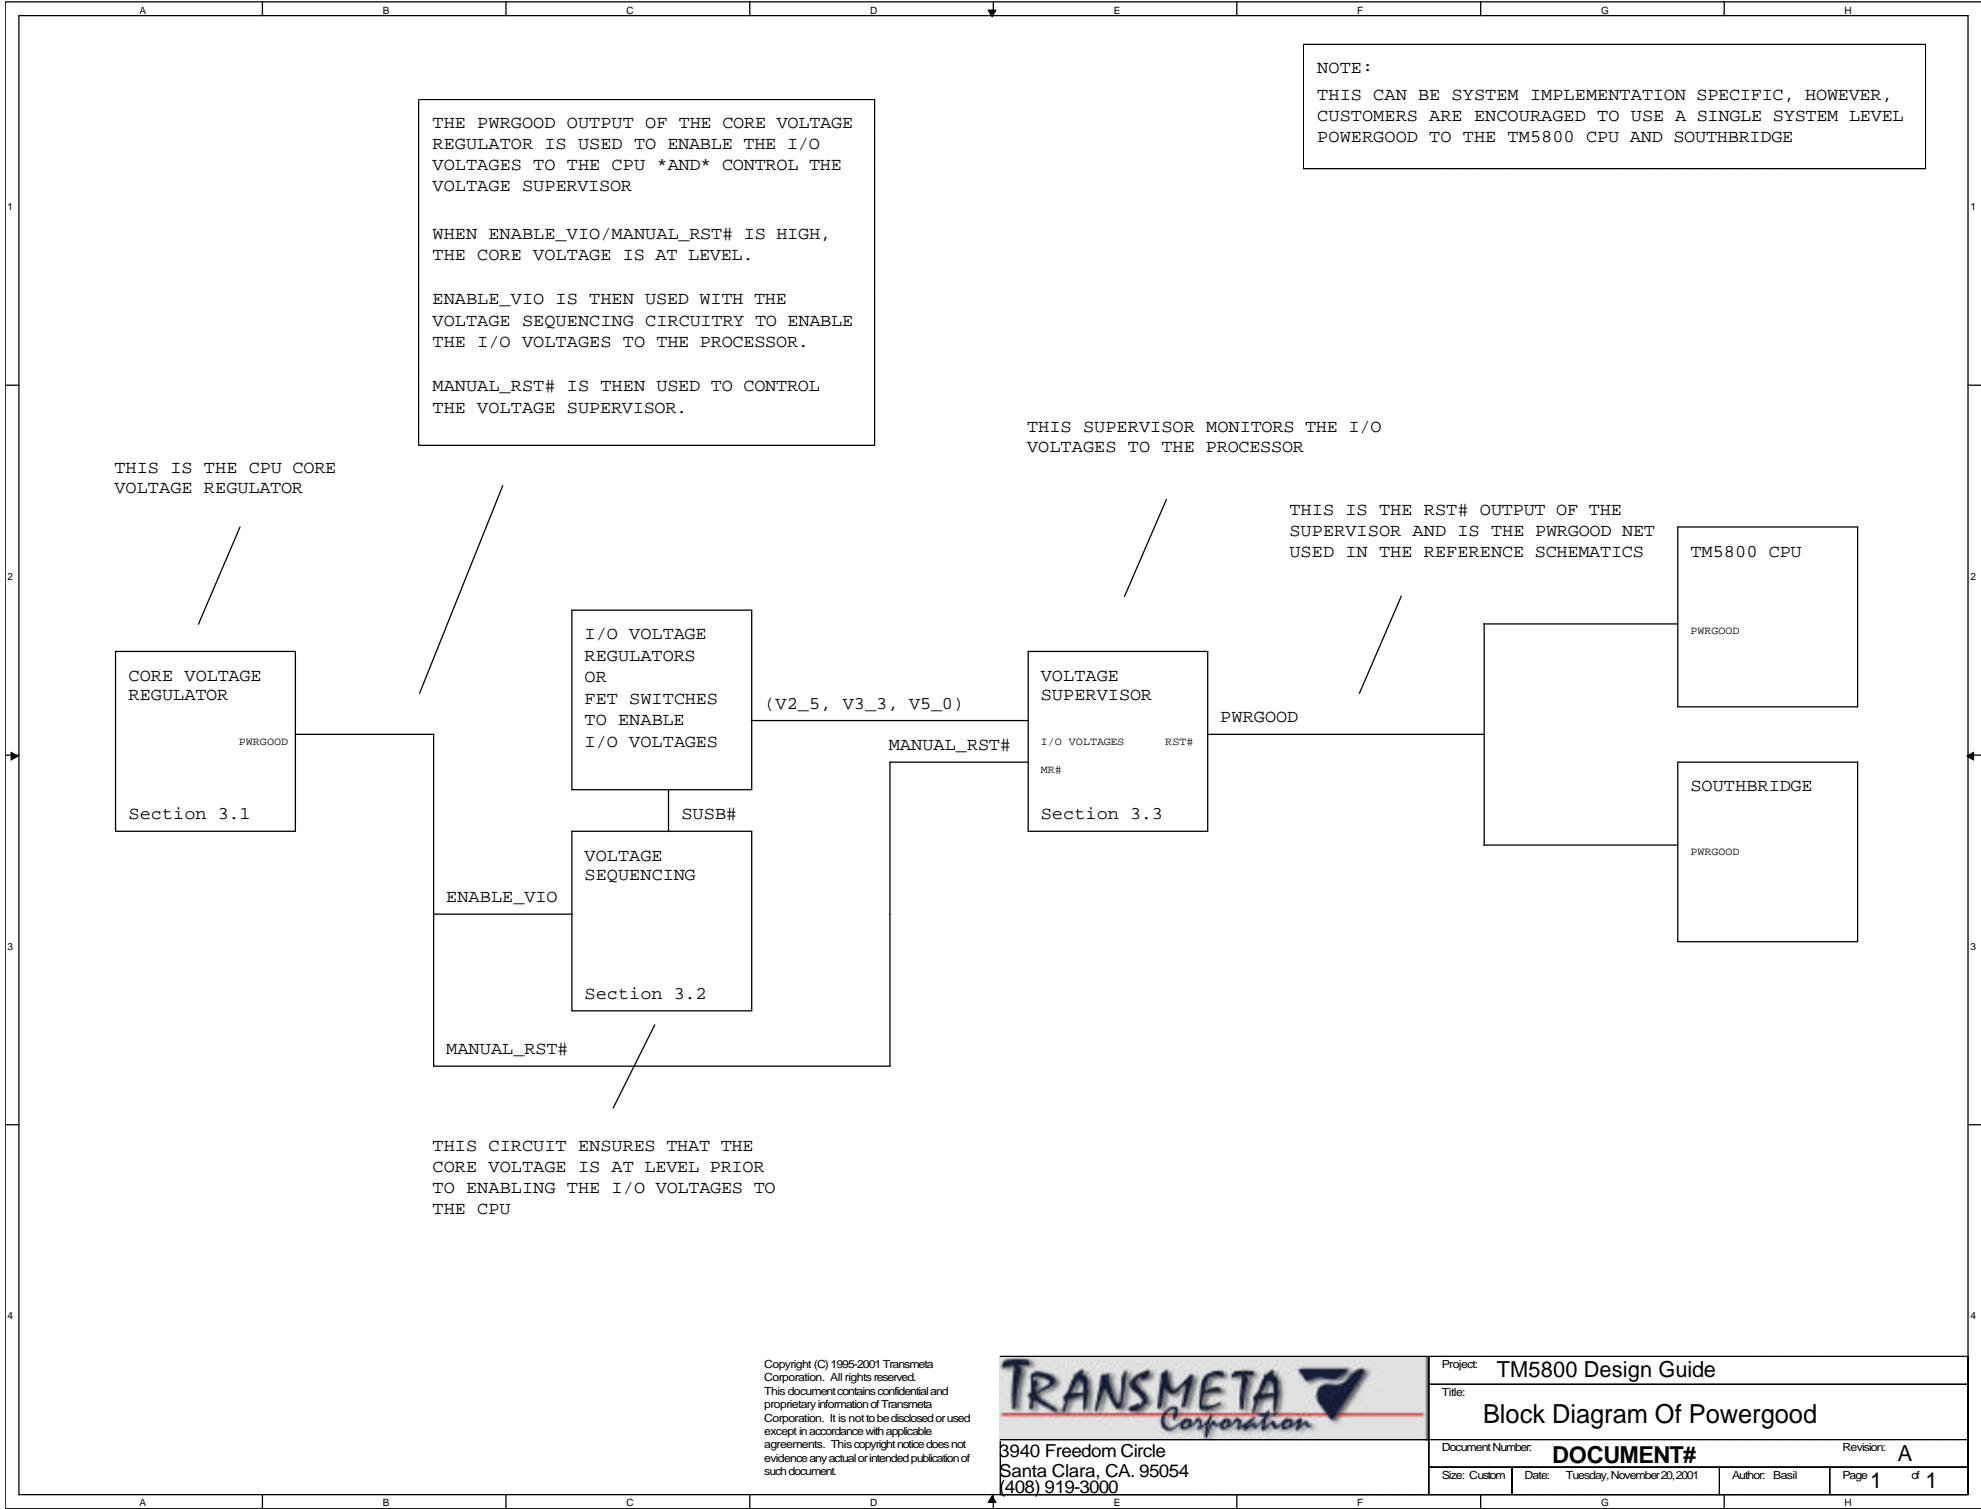 A B C D E F G H
NOTE:
THIS CAN BE SYSTEM IMPLEMENTATION SPECIFIC, HOWEVER,
CUSTOMERS ARE ENCOURAGED TO USE A SINGLE SYSTEM LEVEL
POWERGOOD TO THE TM5800 CPU AND SOUTHBRIDGE
THE PWRGOOD OUTPUT OF THE CORE VOLTAGE
REGULATOR IS USED TO ENABLE THE I/O
VOLTAGES TO THE CPU *AND* CONTROL THE
VOLTAGE SUPERVISOR
WHEN ENABLE_VIO/MANUAL_RST# IS HIGH,
THE CORE VOLTAGE IS AT LEVEL.
ENABLE_VIO IS THEN USED WITH THE
VOLTAGE SEQUENCING CIRCUITRY TO ENABLE
THE I/O VOLTAGES TO THE PROCESSOR.
MANUAL_RST# IS THEN USED TO CONTROL
THE VOLTAGE SUPERVISOR.
1 1
THIS IS THE CPU CORE
VOLTAGE REGULATOR
THIS SUPERVISOR MONITORS THE I/O
VOLTAGES TO THE PROCESSOR
THIS IS THE RST# OUTPUT OF THE
SUPERVISOR AND IS THE PWRGOOD NET
USED IN THE REFERENCE SCHEMATICS
2 2
CORE VOLTAGE
REGULATOR
PWRGOOD
Section 3.1
I/O VOLTAGE
REGULATORS
OR
FET SWITCHES
TO ENABLE
I/O VOLTAGES
(V2_5, V3_3, V5_0)
MANUAL_RST#
VOLTAGE
SUPERVISOR
I/O VOLTAGES RST#
MR#
Section 3.3
PWRGOOD
TM5800 CPU
PWRGOOD
SOUTHBRIDGE
PWRGOOD
SUSB#
VOLTAGE
SEQUENCING
Section 3.2
ENABLE_VIO
MANUAL_RST#
3 3
THIS CIRCUIT ENSURES THAT THE
CORE VOLTAGE IS AT LEVEL PRIOR
TO ENABLING THE I/O VOLTAGES TO
THE CPU
4 4
Copyright (C) 1995-2001 Transmeta
Corporation. All rights reserved.
This document contains confidential and
proprietary information of Transmeta
Corporation. It is not to be disclosed or used
except in accordance with applicable
agreements. This copyright notice does not
evidence any actual or intended publication of
such document.
TRANSMETA
Corporation
3940 Freedom Circle
Santa Clara, CA. 95054
(408) 919-3000
Project: TM5800 Design Guide
Title:
Block Diagram Of Powergood
Document Number: DOCUMENT# Revision: A
Size: Custom Date: Tuesday, November 20, 2001 Author: Basil Page 1 of 1
A B C D E F G H